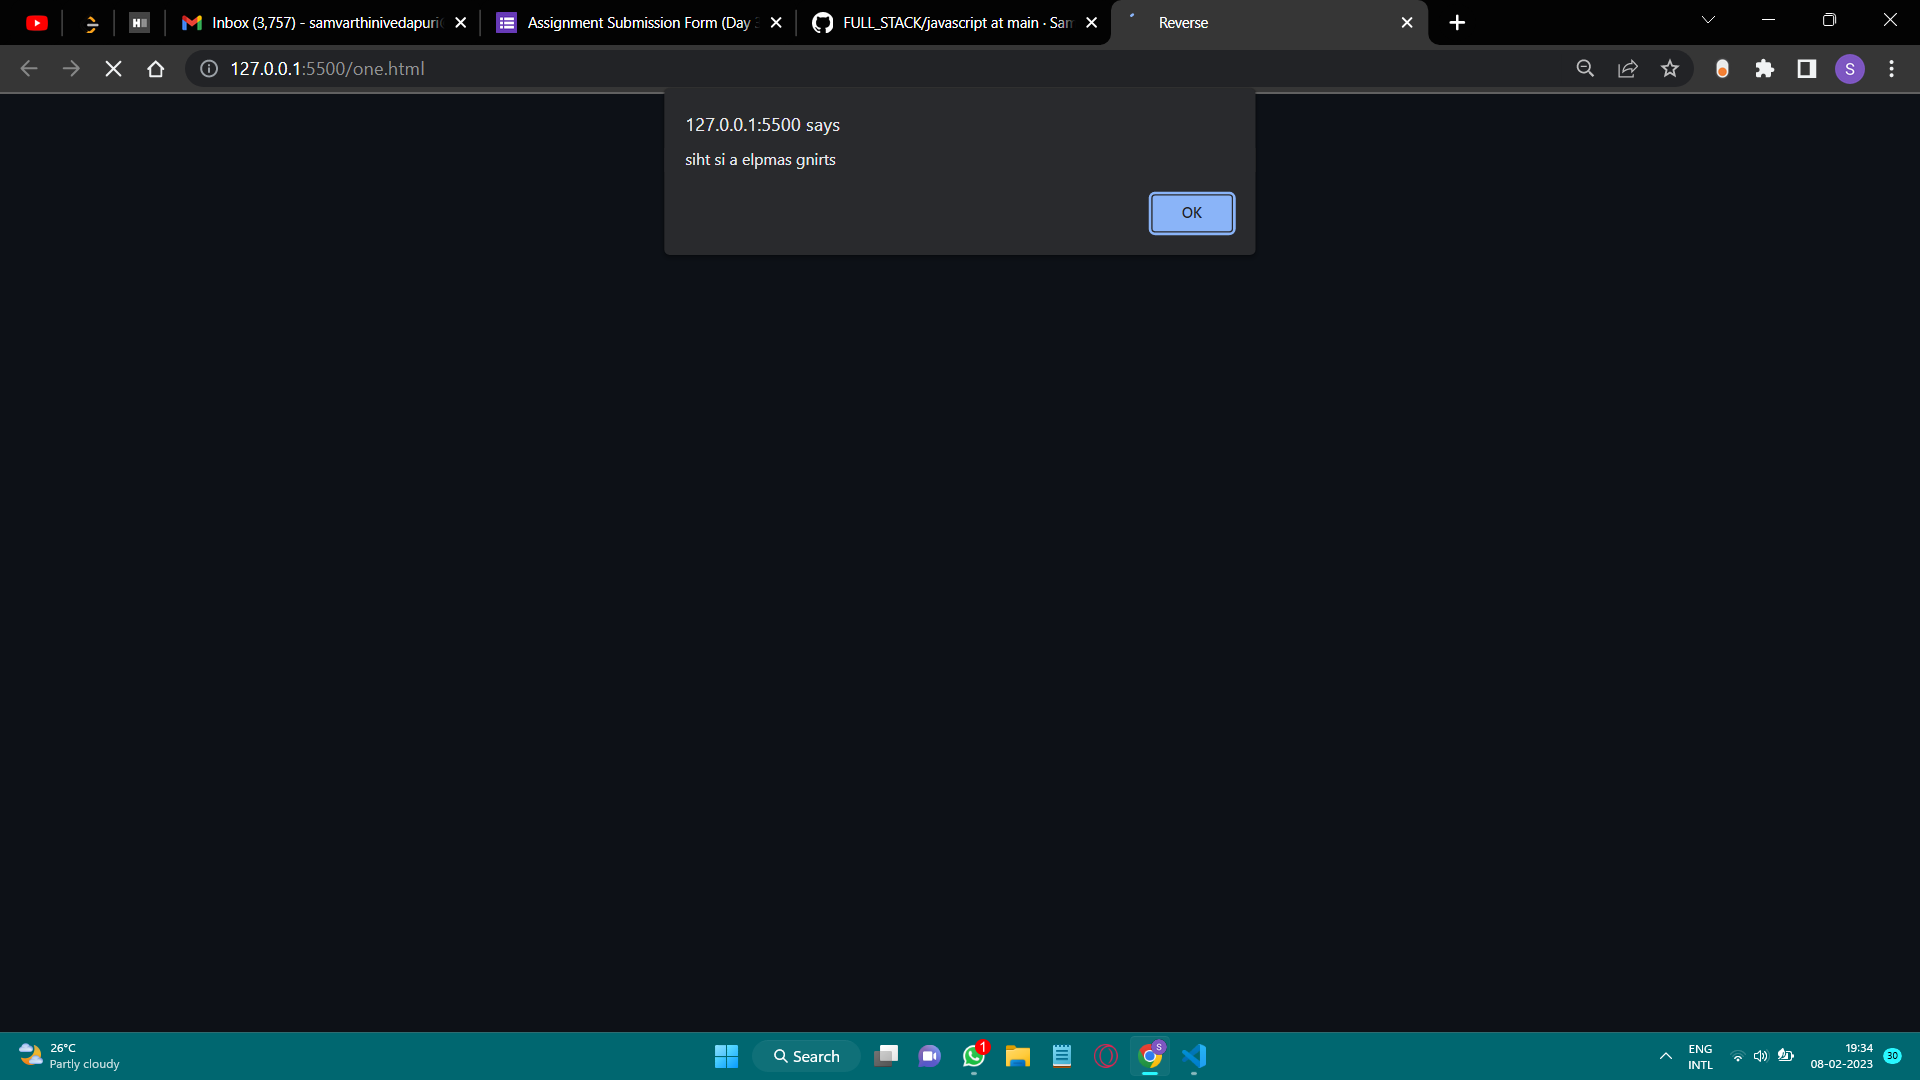 Inbox (3,757) - samvarthinivedapuri
Assignment Submission Form (Day
FULL_STACK/javascript at main · Sam
Reverse
127.0.0.1:5500/one.html
S
127.0.0.1:5500 says
siht si a elpmas gnirts
OK
26°C
Partly cloudy
Search
1
S
ENG
INTL
19:34
08-02-2023
30